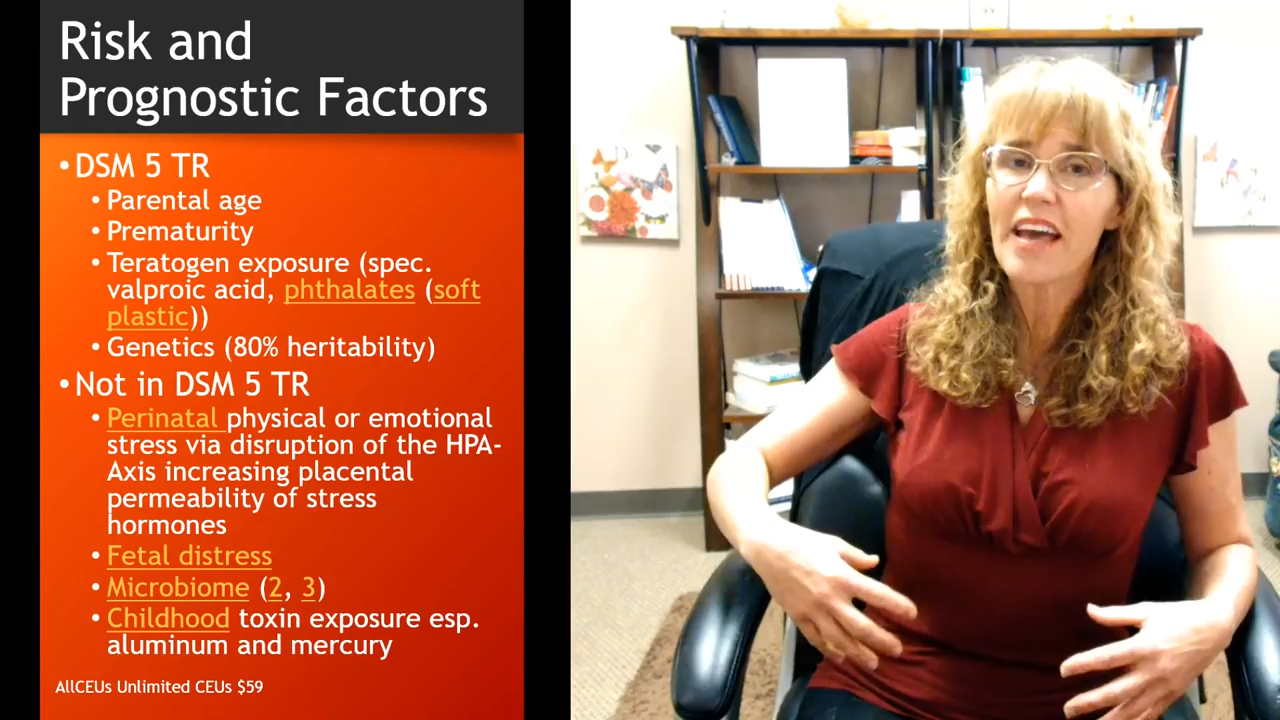 Risk and
Prognostic Factors
•DSM 5 TR
• Parental age
• Prematurity
• Teratogen exposure (spec.
valproic acid, phthalates (soft
plastic))
• Genetics (80% heritability)
•Not in DSM 5 TR
• Perinatal physical or emotional
stress via disruption of the HPA-
Axis increasing placental
permeability of stress
hormones
• Fetal distress
• Microbiome (2, 3)
• Childhood toxin exposure esp.
aluminum and mercury
AllCEUs Unlimited CEUs $59